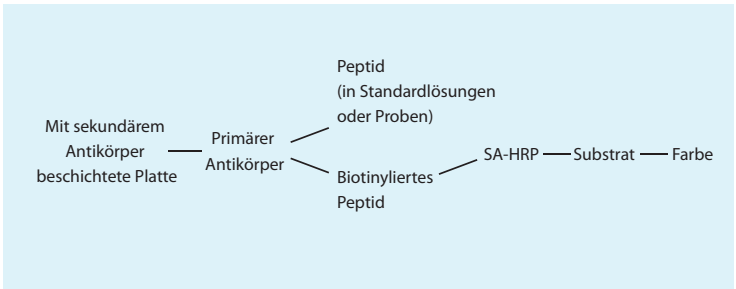 Mit sekundärem
Antikörper
beschichtete Platte
Primärer
Antikörper
Peptid
(in Standardlösungen
oder Proben)
Biotinyliertes
Peptid
SA-HRP
Substrat
Farbe